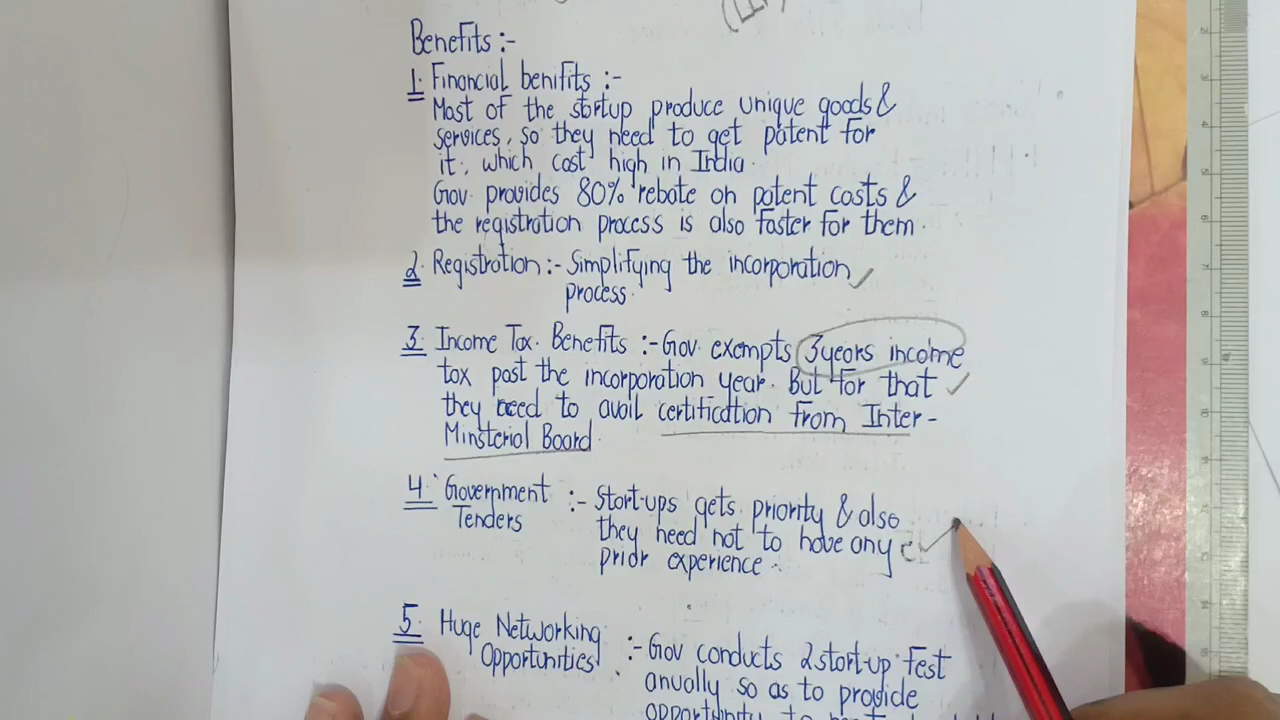 Benefits :-
1. Financial benifits :-
Most of the startup produce unique goods &
services, so they need to get patent for
it, which cost high in India.
Gov. provides 80% rebate on patent costs &
the registration process is also faster for them.
2. Registration :- Simplifying the incorporation
process.
3. Income Tax. Benefits :- Gov. exempts 3years income
tax past the incorporation year. But for that
they need to avail certification from Inter-
Minsterial Board.
4. Government Tenders :- Start-ups gets priority & also
they need not to have any
prior experience.
5. Huge Networking Opportunities :- Gov conducts 2 start-up Fest
anually so as to provide
opportunity to